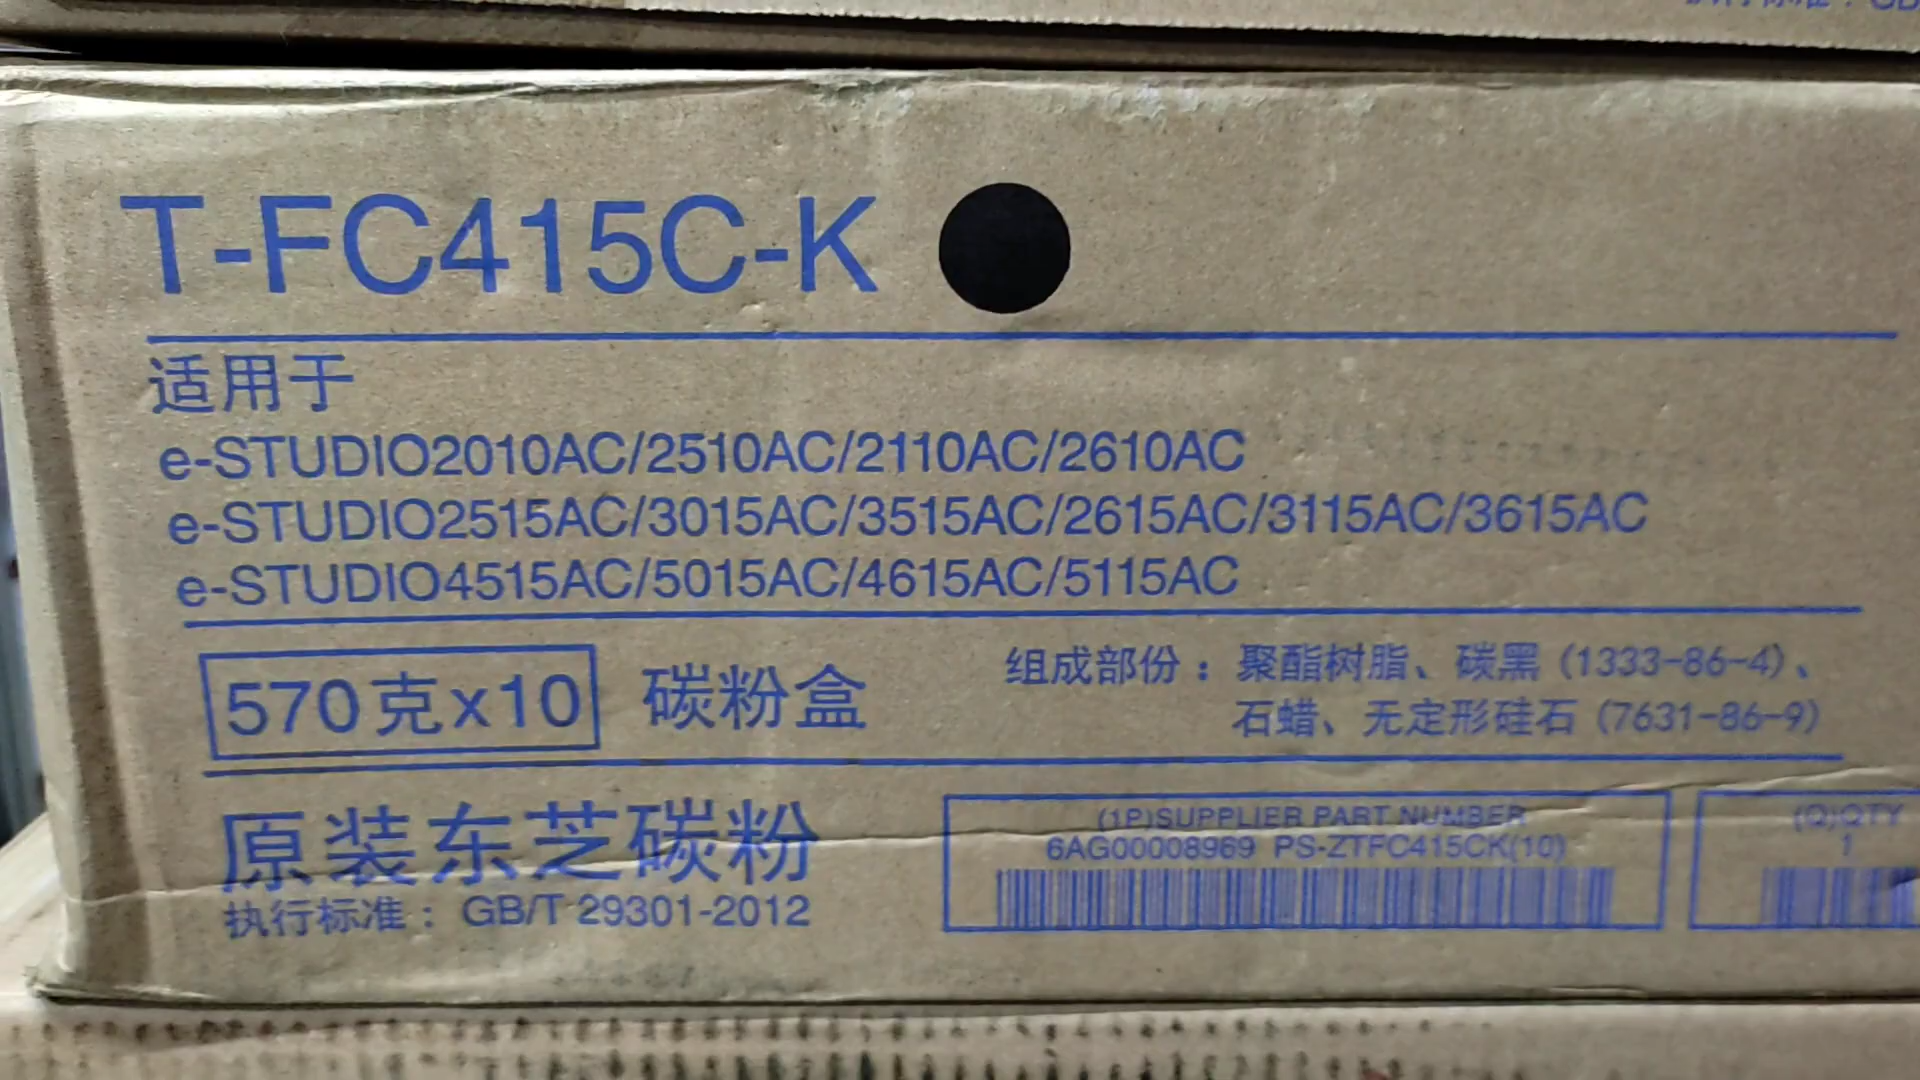 T-FC415C-K
适用于
e-STUDIO2010AC/2510AC/2110AC/2610AC
e-STUDIO2515AC/3015AC/3515AC/2615AC/3115AC/3615AC
e-STUDIO4515AC/5015AC/4615AC/5115AC
570克x10 碳粉盒
组成部份：聚酯树脂、碳黑 (1333-86-4)、
石蜡、无定形硅石 (7631-86-9)
原装东芝碳粉
执行标准：GB/T 29301-2012
(1P)SUPPLIER PART NUMBER
6AG00008969 PS-ZTFC415CK(10)
(Q)QTY
1